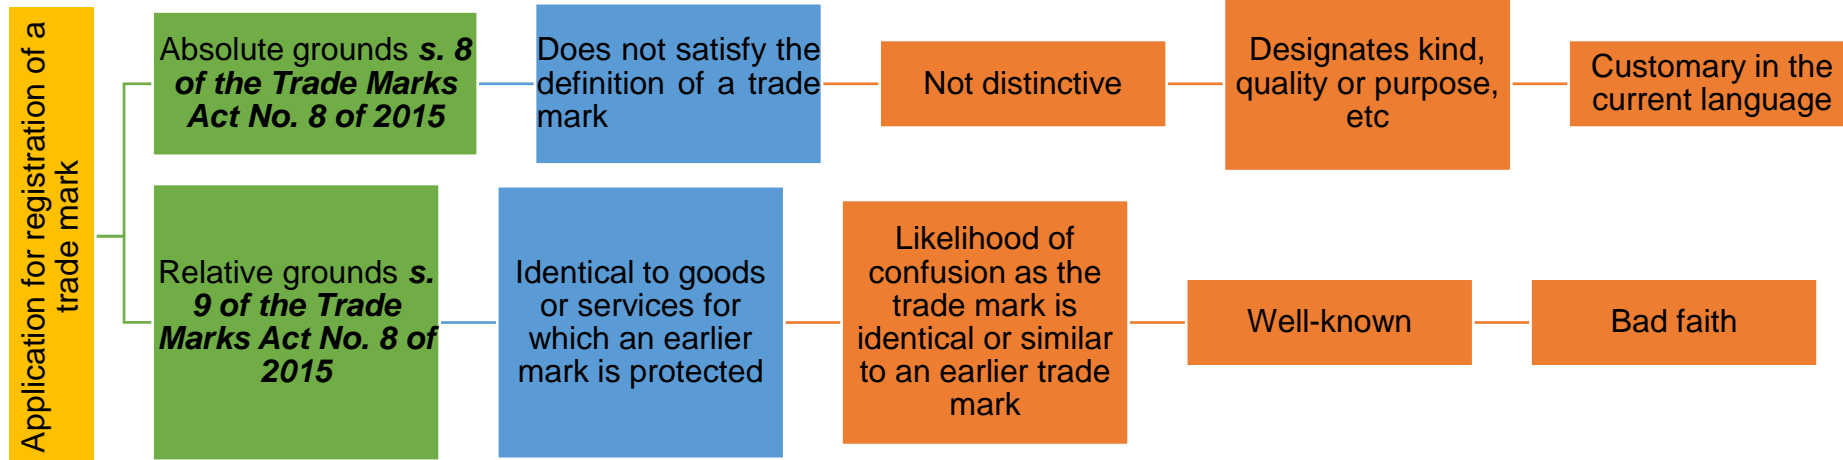 Application for registration of a
trade mark
Absolute grounds s. 8
of the Trade Marks
Act No. 8 of 2015
Does not satisfy the
definition of a trade
mark
Not distinctive
Designates kind,
quality or purpose,
etc
Customary in the
current language
Relative grounds s.
9 of the Trade
Marks Act No. 8 of
2015
Identical to goods
or services for
which an earlier
mark is protected
Likelihood of
confusion as the
trade mark is
identical or similar
to an earlier trade
mark
Well-known
Bad faith